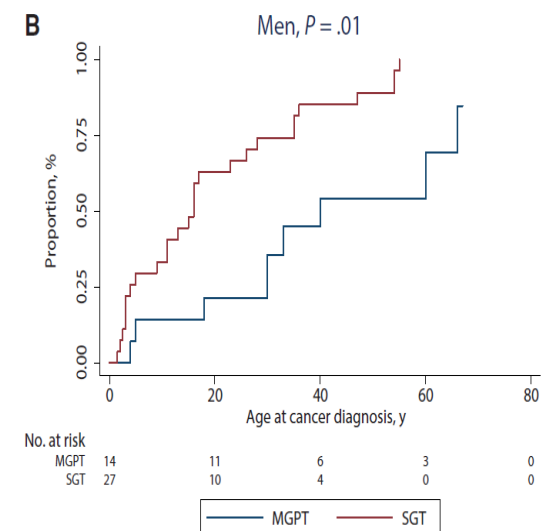 B
Men, P = .01
1.00
0.75
0.50
0.25
0.00
Proportion, %
0 20 40 60 80
Age at cancer diagnosis, y
No. at risk
MGPT 14 11 6 3 0
SGT 27 10 4 0 0
MGPT SGT